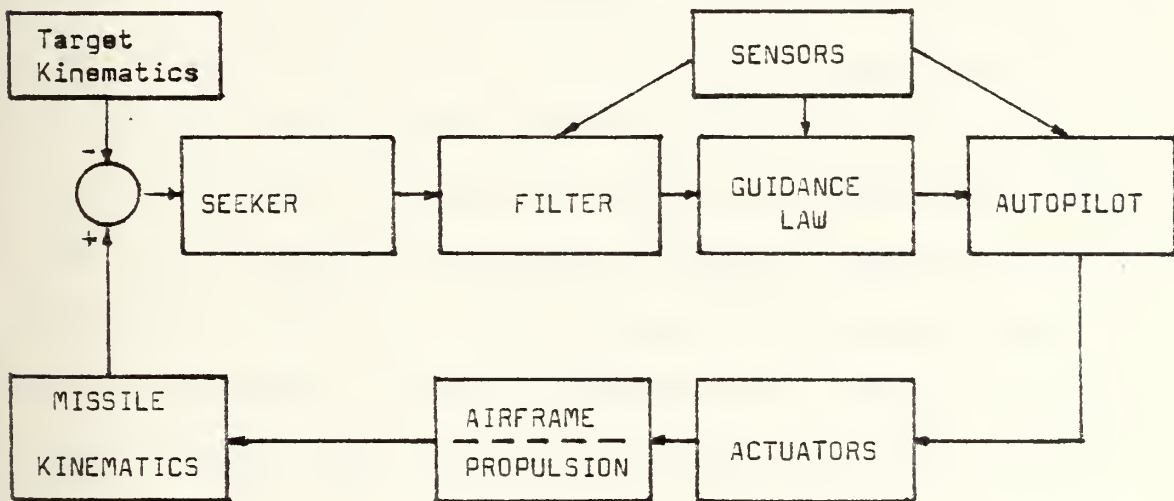 Target
Kinematics
SENSORS
-
SEEKER
FILTER
GUIDANCE
LAW
AUTOPILOT
+
MISSILE
KINEMATICS
AIRFRAME
PROPULSION
ACTUATORS